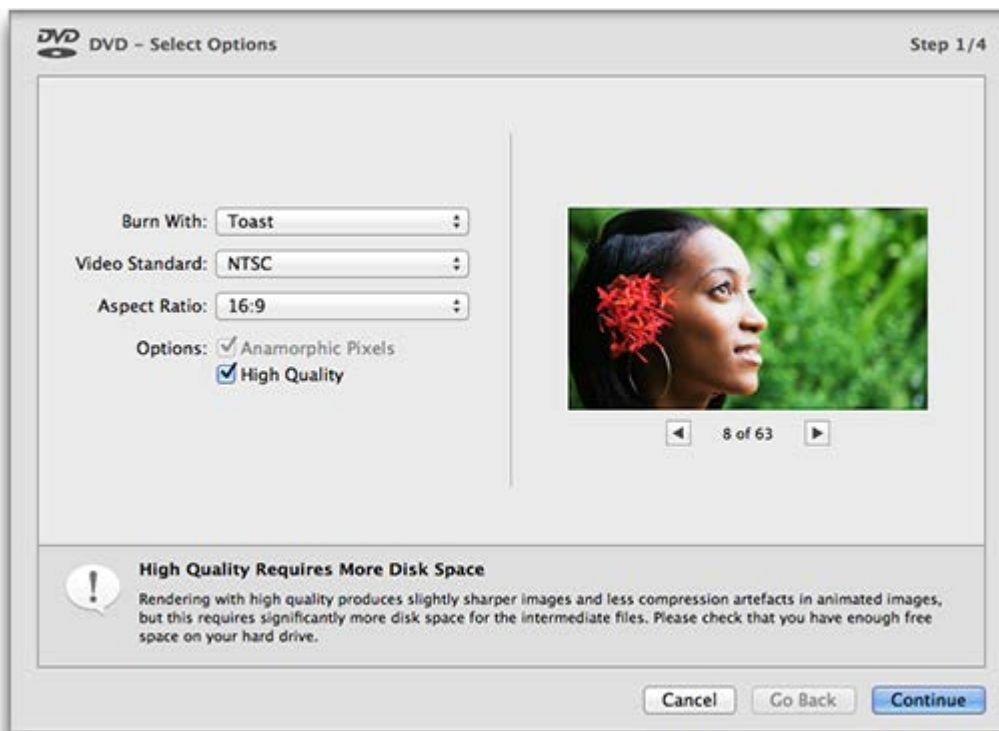 DVD DVD – Select Options
Step 1/4
Burn With: Toast
Video Standard: NTSC
Aspect Ratio: 16:9
Options: Anamorphic Pixels
High Quality
8 of 63
High Quality Requires More Disk Space
Rendering with high quality produces slightly sharper images and less compression artefacts in animated images,
but this requires significantly more disk space for the intermediate files. Please check that you have enough free
space on your hard drive.
Cancel
Go Back
Continue